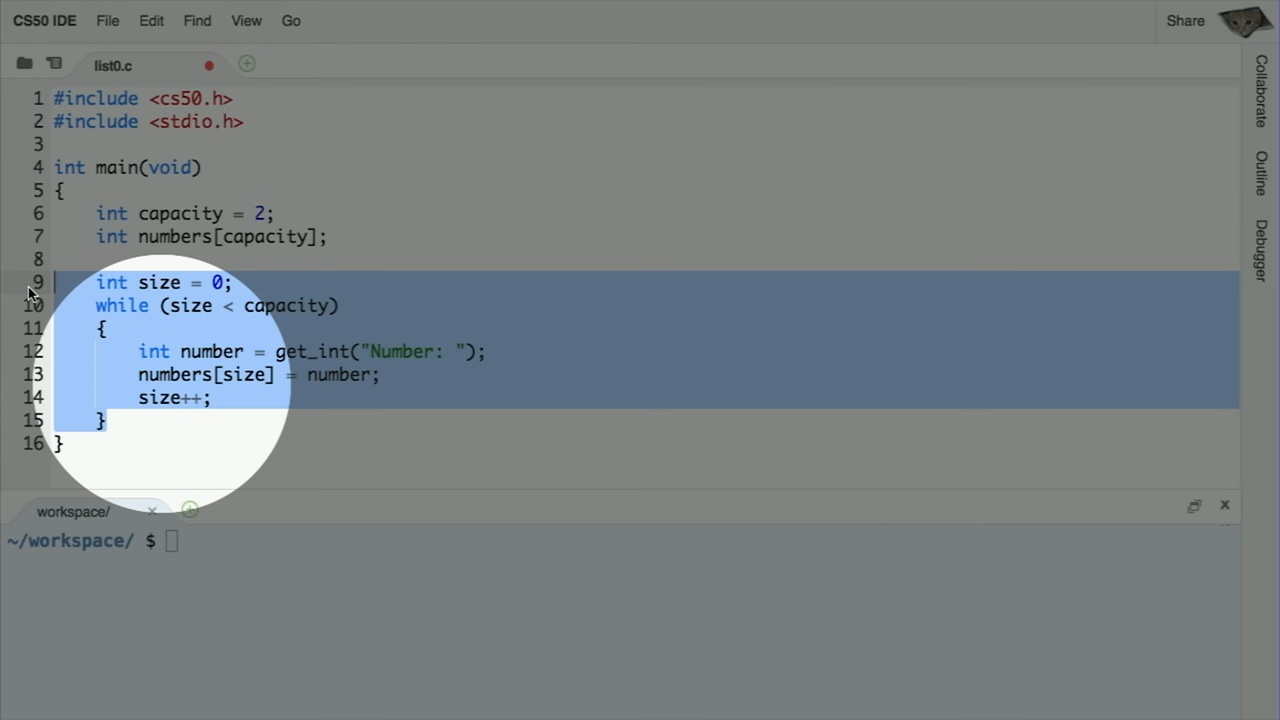 CS50 IDE File Edit Find View Go Share
list0.c
Collaborate
Outline
Debugger
1 #include <cs50.h>
2 #include <stdio.h>
3
4 int main(void)
5 {
6 int capacity = 2;
7 int numbers[capacity];
8
9 int size = 0;
10 while (size < capacity)
11 {
12 int number = get_int("Number: ");
13 numbers[size] = number;
14 size++;
15 }
16 }
workspace/
~/workspace/ $